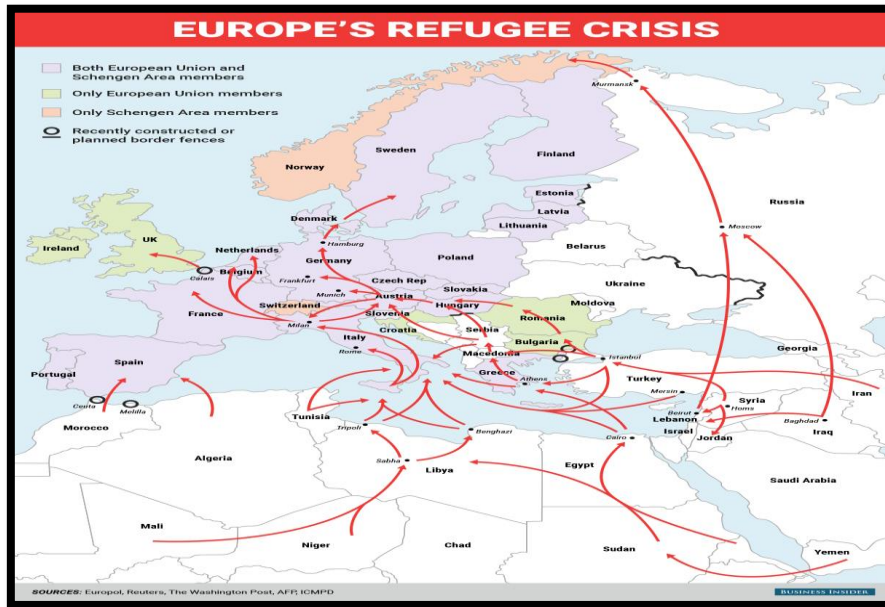 EUROPE'S REFUGEE CRISIS
Both European Union and
Schengen Area members
Only European Union members
Only Schengen Area members
Recently constructed or
planned border fences
Murmansk
Sweden
Norway
Finland
Estonia
Russia
Latvia
Denmark
Lithuania
Moscow
UK
Ireland
Netherlands
Hamburg
Belarus
Germany
Poland
Belgium
Calais
Frankfurt
Czech Rep
Ukraine
Slovakia
Munich
Austria
Moldova
Hungary
Switzerland
France
Slovenia
Romania
Milan
Croatia
Serbia
Italy
Bulgaria
Georgia
Rome
Macedonia
Istanbul
Spain
Portugal
Greece
Athens
Turkey
Mersin
Iran
Syria
Homs
Ceuta
Melilla
Beirut
Lebanon
Baghdad
Tunisia
Morocco
Tripoli
Benghazi
Israel
Iraq
Cairo
Jordan
Algeria
Sabha
Libya
Egypt
Saudi Arabia
Mali
Niger
Chad
Sudan
Yemen
SOURCES: Europol, Reuters, The Washington Post, AFP, ICMPD
BUSINESS INSIDER